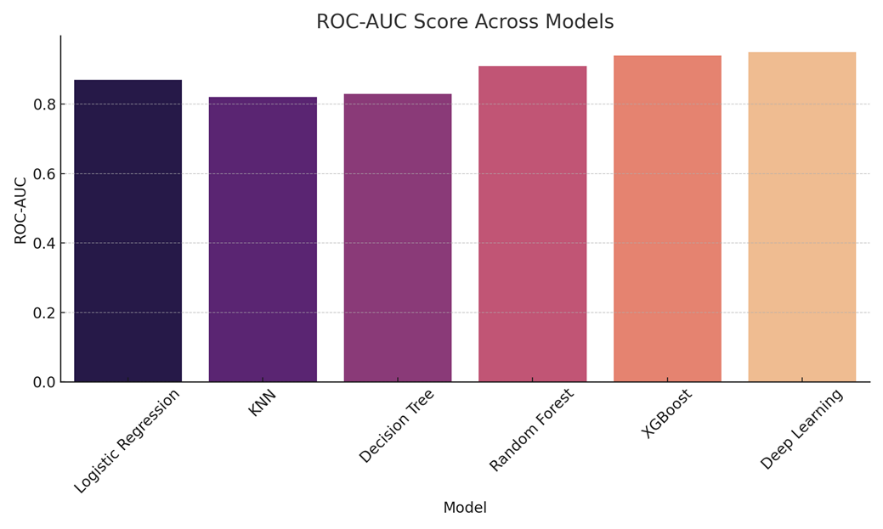 ROC-AUC Score Across Models
ROC-AUC
0.8
0.6
0.4
0.2
0.0
Logistic Regression
KNN
Decision Tree
Random Forest
XGBoost
Deep Learning
Model